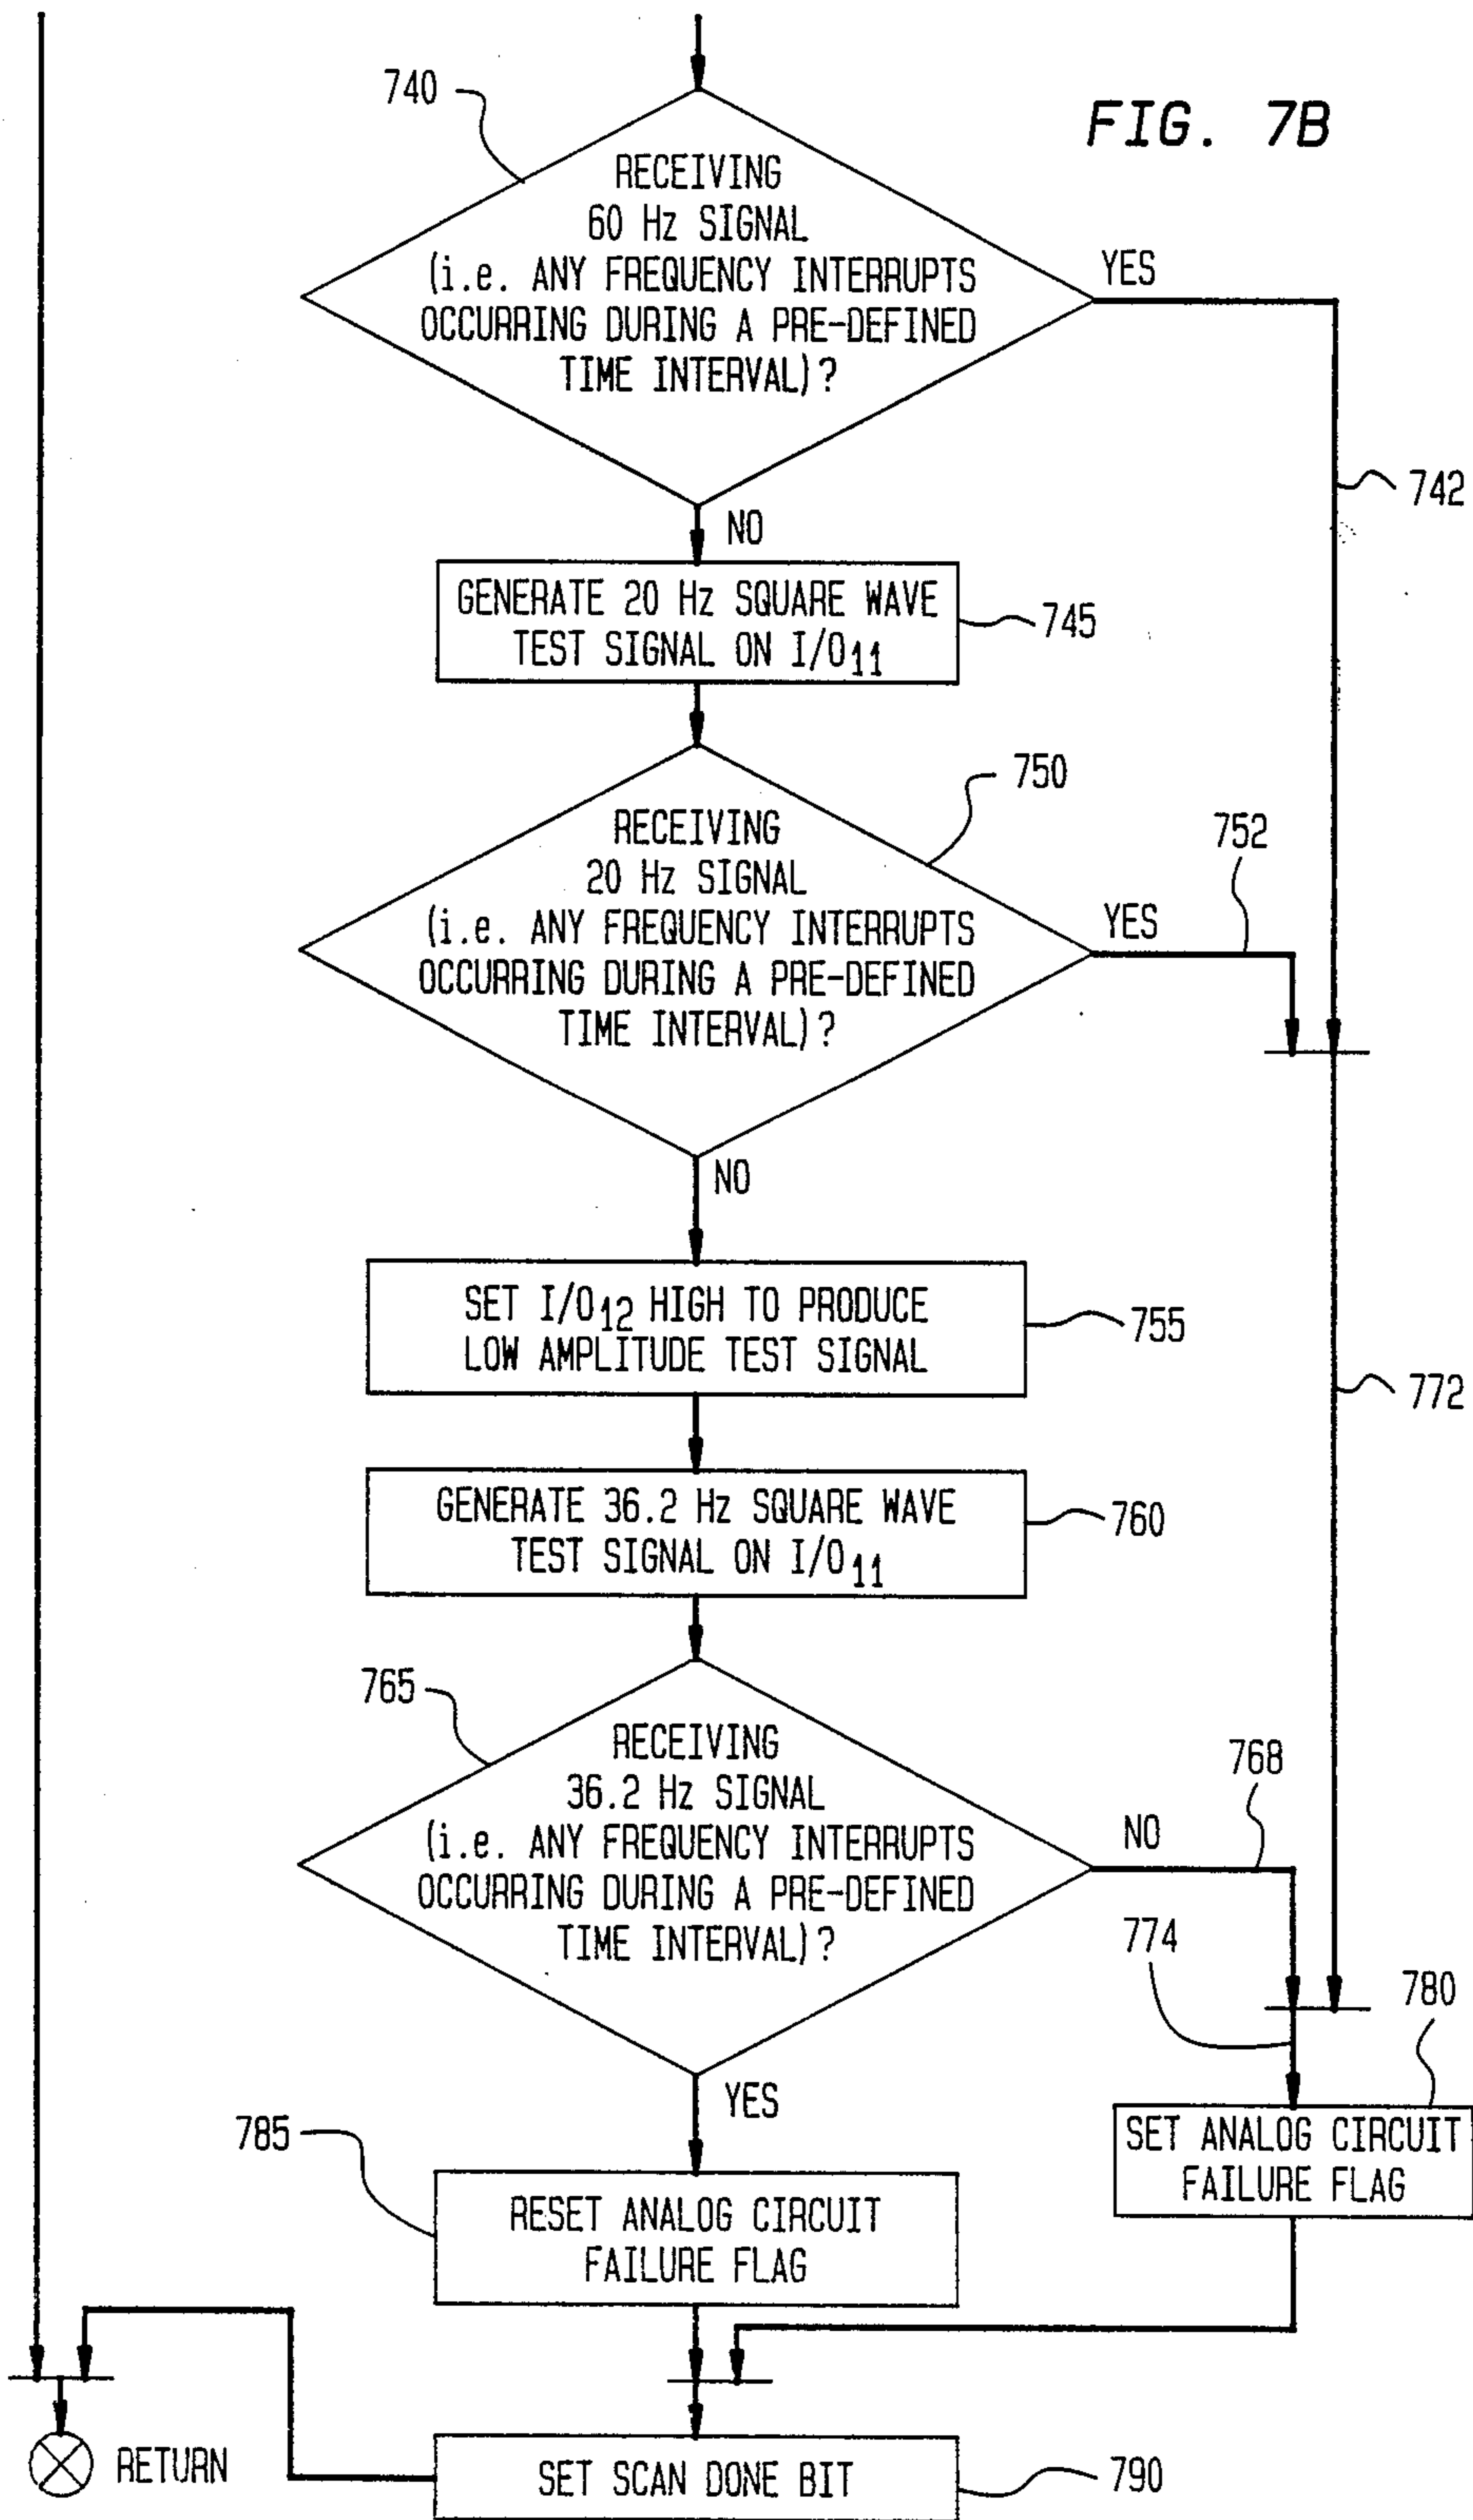 740
FIG. 7B
RECEIVING
60 Hz SIGNAL
(i.e. ANY FREQUENCY INTERRUPTS
OCCURRING DURING A PRE-DEFINED
TIME INTERVAL)?
YES
742
NO
GENERATE 20 Hz SQUARE WAVE
TEST SIGNAL ON I/O11
745
750
RECEIVING
20 Hz SIGNAL
(i.e. ANY FREQUENCY INTERRUPTS
OCCURRING DURING A PRE-DEFINED
TIME INTERVAL)?
752
YES
NO
SET I/O12 HIGH TO PRODUCE
LOW AMPLITUDE TEST SIGNAL
755
772
GENERATE 36.2 Hz SQUARE WAVE
TEST SIGNAL ON I/O11
760
765
RECEIVING
36.2 Hz SIGNAL
(i.e. ANY FREQUENCY INTERRUPTS
OCCURRING DURING A PRE-DEFINED
TIME INTERVAL)?
768
NO
774
780
YES
SET ANALOG CIRCUIT
FAILURE FLAG
785
RESET ANALOG CIRCUIT
FAILURE FLAG
RETURN
SET SCAN DONE BIT
790